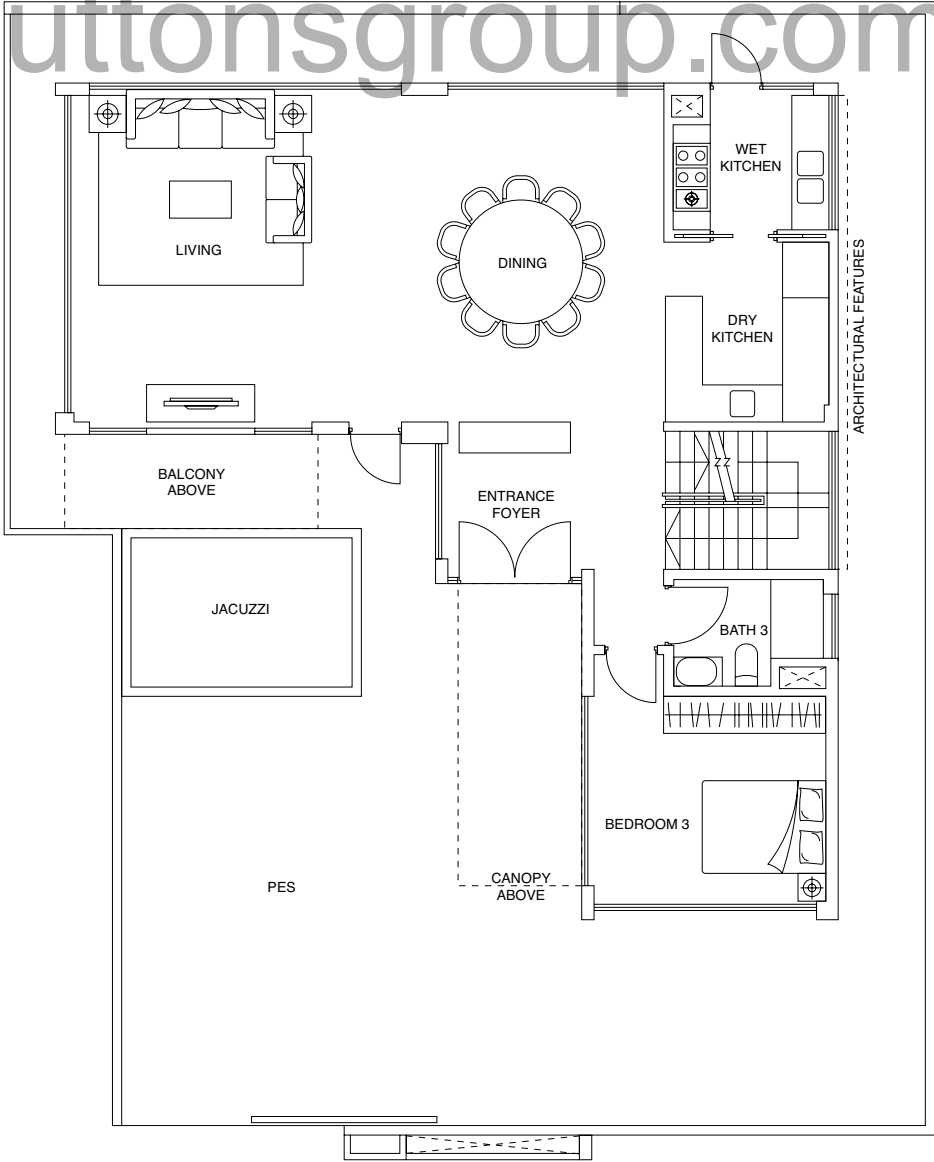 uttonsgroup.com
WET
KITCHEN
LIVING
DINING
DRY
KITCHEN
ARCHITECTURAL FEATURES
BALCONY
ABOVE
ENTRANCE
FOYER
JACUZZI
BATH 3
BEDROOM 3
PES
CANOPY
ABOVE